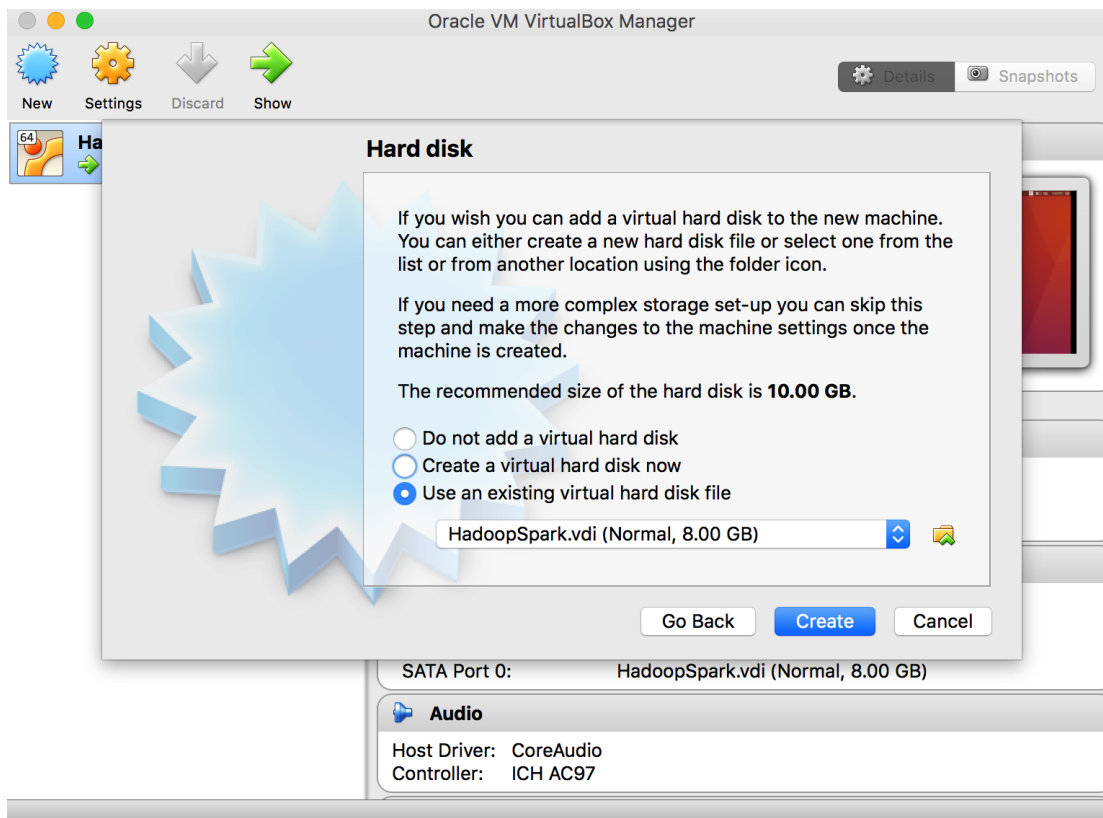 Oracle VM VirtualBox Manager
New
Settings
Discard
Show
Details
Snapshots
64
Ha
Hard disk
If you wish you can add a virtual hard disk to the new machine.
You can either create a new hard disk file or select one from the
list or from another location using the folder icon.
If you need a more complex storage set-up you can skip this
step and make the changes to the machine settings once the
machine is created.
The recommended size of the hard disk is 10.00 GB.
Do not add a virtual hard disk
Create a virtual hard disk now
Use an existing virtual hard disk file
HadoopSpark.vdi (Normal, 8.00 GB)
Go Back
Create
Cancel
SATA Port 0: HadoopSpark.vdi (Normal, 8.00 GB)
Audio
Host Driver: CoreAudio
Controller: ICH AC97